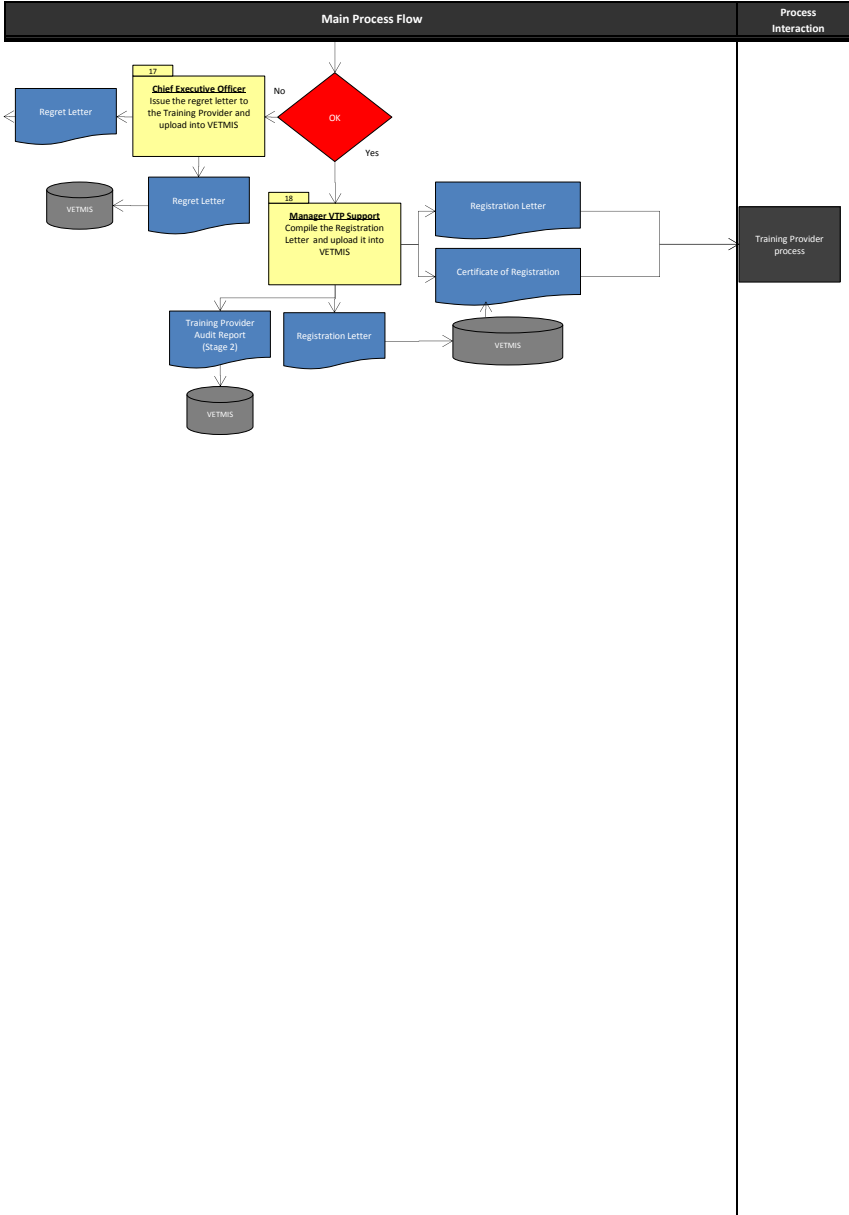 Main Process Flow
Process
Interaction
17
Chief Executive Officer
Issue the regret letter to
the Training Provider and
upload into VETMIS
No
OK
Yes
Regret Letter
Regret Letter
VETMIS
18
Manager VTP Support
Compile the Registration
Letter and upload it into
VETMIS
Registration Letter
Certificate of Registration
Training Provider
process
Training Provider
Audit Report
(Stage 2)
Registration Letter
VETMIS
VETMIS